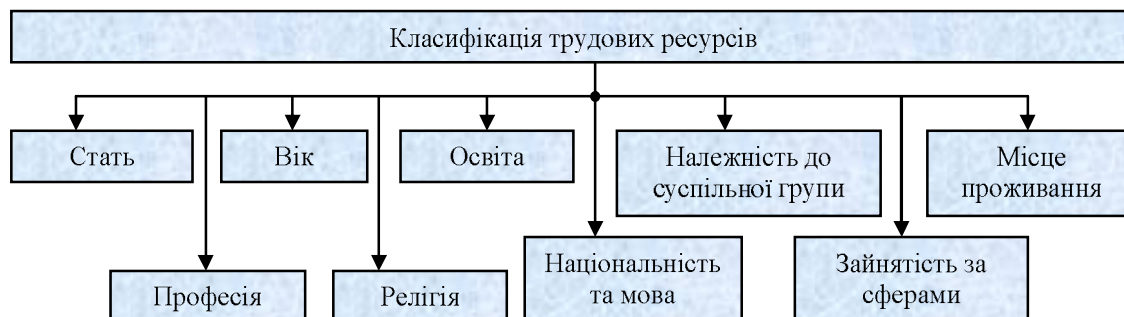 Класифікація трудових ресурсів
Стать
Вік
Освіта
Належність до
суспільної групи
Місце
проживання
Професія
Релігія
Національність
та мова
Зайнятість за
сферами